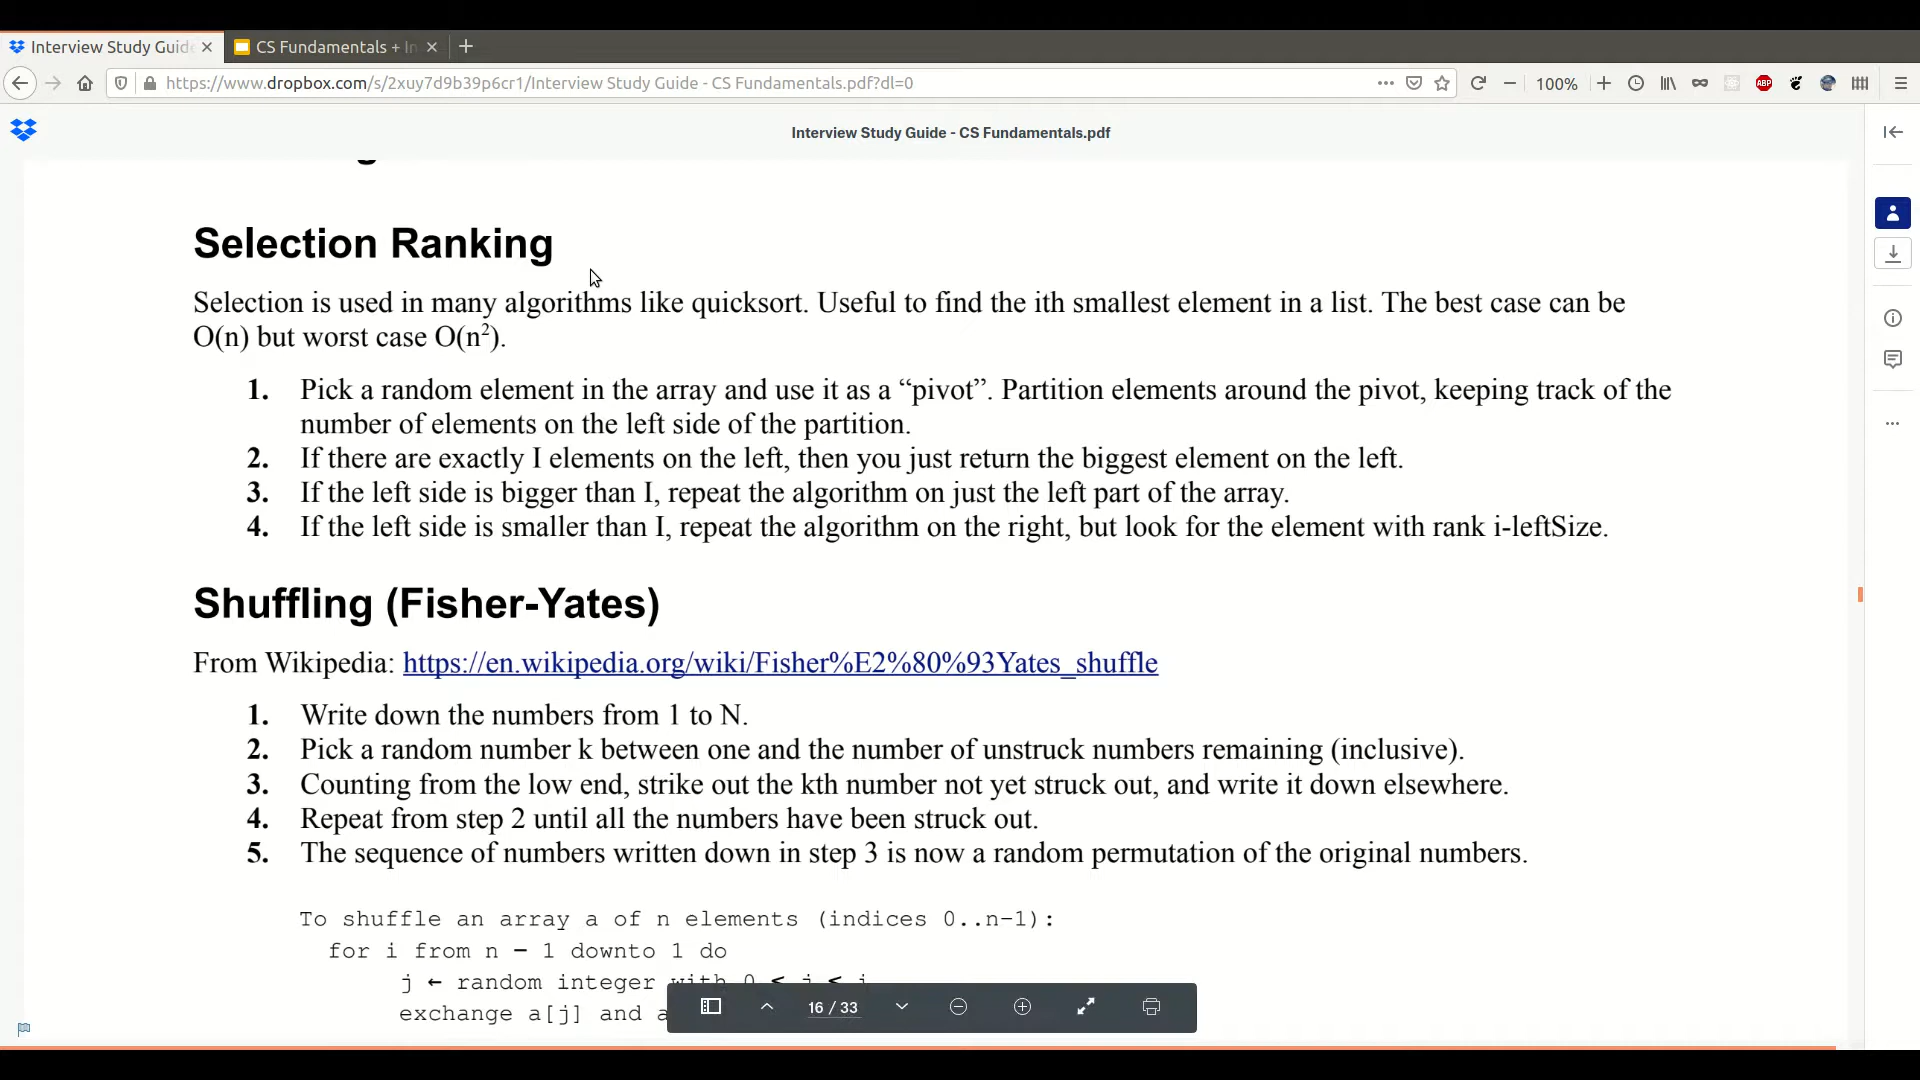 Interview Study Guide
CS Fundamentals + In
https://www.dropbox.com/s/2xuy7d9b39p6cr1/Interview Study Guide - CS Fundamentals.pdf?dl=0
100%
ABP
Interview Study Guide - CS Fundamentals.pdf
Selection Ranking
Selection is used in many algorithms like quicksort. Useful to find the ith smallest element in a list. The best case can be
O(n) but worst case O(n²).
1. Pick a random element in the array and use it as a “pivot”. Partition elements around the pivot, keeping track of the
number of elements on the left side of the partition.
2. If there are exactly I elements on the left, then you just return the biggest element on the left.
3. If the left side is bigger than I, repeat the algorithm on just the left part of the array.
4. If the left side is smaller than I, repeat the algorithm on the right, but look for the element with rank i-leftSize.
Shuffling (Fisher-Yates)
From Wikipedia: https://en.wikipedia.org/wiki/Fisher%E2%80%93Yates_shuffle
1. Write down the numbers from 1 to N.
2. Pick a random number k between one and the number of unstruck numbers remaining (inclusive).
3. Counting from the low end, strike out the kth number not yet struck out, and write it down elsewhere.
4. Repeat from step 2 until all the numbers have been struck out.
5. The sequence of numbers written down in step 3 is now a random permutation of the original numbers.
To shuffle an array a of n elements (indices 0..n−1):
for i from n − 1 downto 1 do
j ← random integer with 0
exchange a[j] and
16 / 33